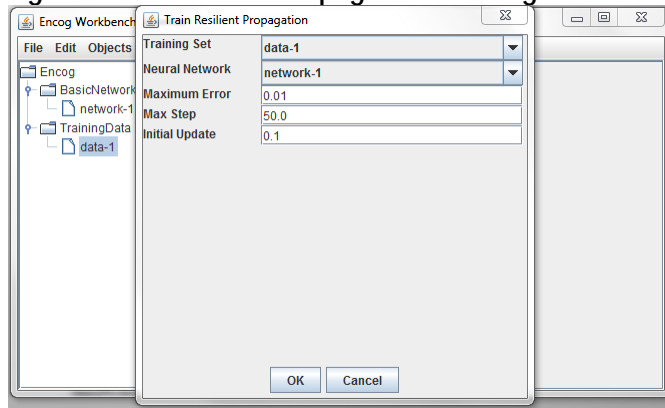 Encog Workbench
File Edit Objects
Encog
BasicNetwork
network-1
TrainingData
data-1
Train Resilient Propagation
Training Set data-1
Neural Network network-1
Maximum Error 0.01
Max Step 50.0
Initial Update 0.1
OK Cancel